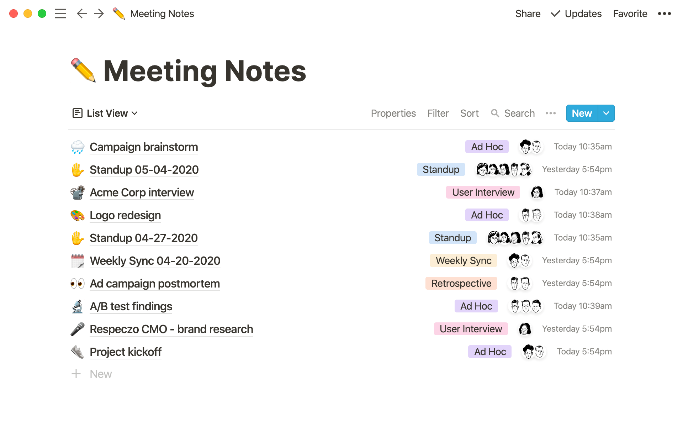 Meeting Notes
Share
Updates
Favorite
Meeting Notes
List View
Properties
Filter
Sort
Search
New
Campaign brainstorm Ad Hoc Today 10:35am
Standup 05-04-2020 Standup Yesterday 5:54pm
Acme Corp interview User Interview Today 10:37am
Logo redesign Ad Hoc Today 10:38am
Standup 04-27-2020 Standup Today 10:35am
Weekly Sync 04-20-2020 Weekly Sync Yesterday 5:54pm
Ad campaign postmortem Retrospective Yesterday 5:54pm
A/B test findings Ad Hoc Today 10:39am
Respeczo CMO - brand research User Interview Yesterday 5:54pm
Project kickoff Ad Hoc Today 5:54pm
New